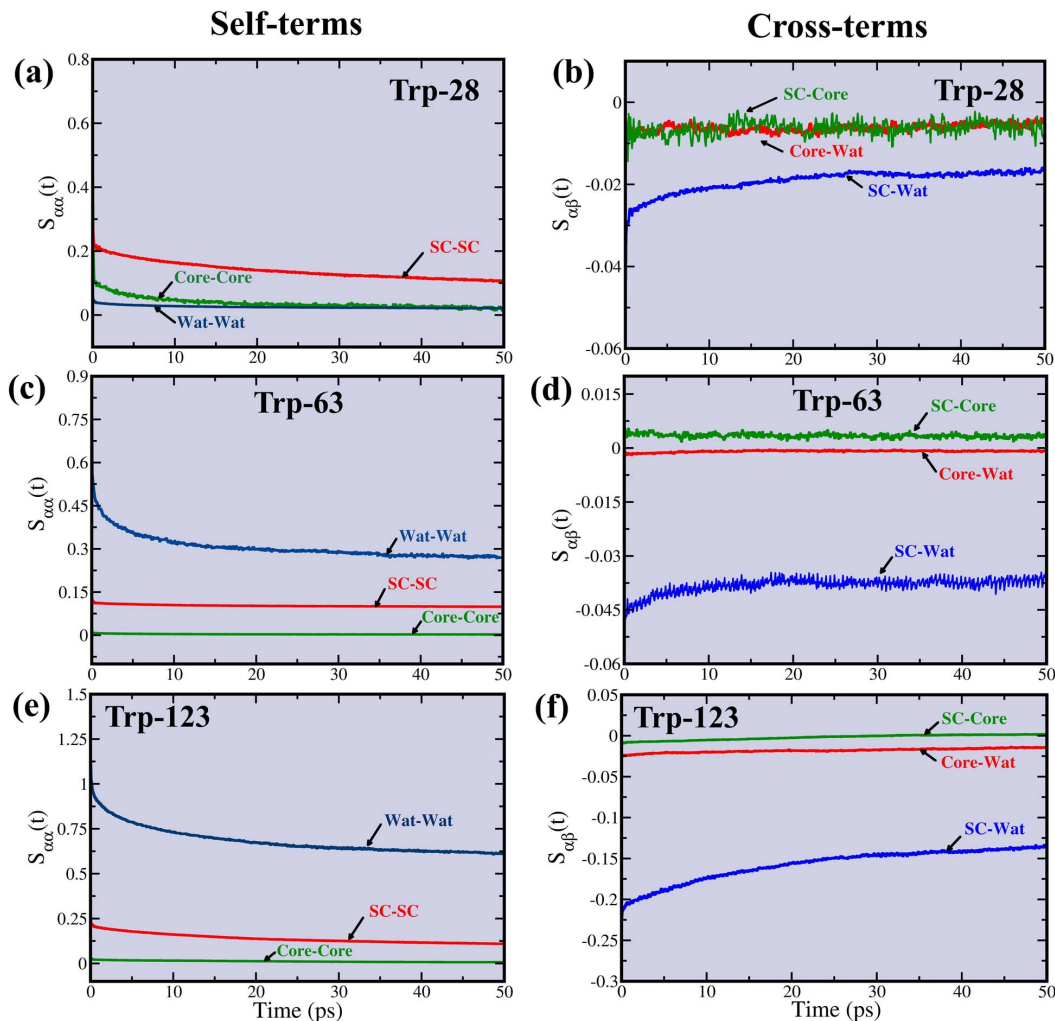 Self-terms
Cross-terms
(a)
Trp-28
0.8
0.6
0.4
0.2
0
Sαα(t)
SC-SC
Core-Core
Wat-Wat
0 10 20 30 40 50
(b)
Trp-28
0
-0.02
-0.04
-0.06
Sαβ(t)
SC-Core
Core-Wat
SC-Wat
0 10 20 30 40 50
(c)
Trp-63
0.9
0.75
0.6
0.45
0.3
0.15
0
Sαα(t)
Wat-Wat
SC-SC
Core-Core
0 10 20 30 40 50
(d)
Trp-63
0.015
0
-0.015
-0.03
-0.045
-0.06
Sαβ(t)
SC-Core
Core-Wat
SC-Wat
0 10 20 30 40 50
(e)
Trp-123
1.5
1.25
1
0.75
0.5
0.25
0
Sαα(t)
Wat-Wat
SC-SC
Core-Core
0 10 20 30 40 50
Time (ps)
(f)
Trp-123
0.05
0
-0.05
-0.1
-0.15
-0.2
-0.25
-0.3
Sαβ(t)
SC-Core
Core-Wat
SC-Wat
0 10 20 30 40 50
Time (ps)